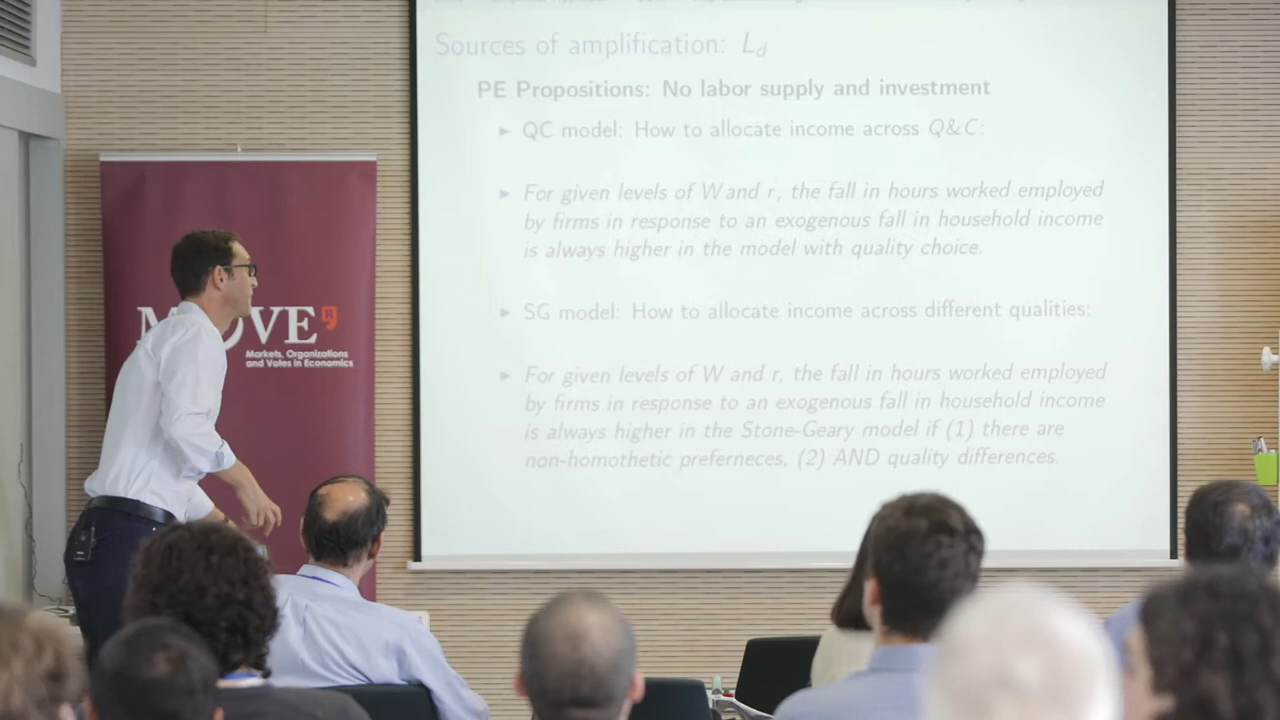 Sources of amplification: L_d
PE Propositions: No labor supply and investment
► QC model: How to allocate income across Q&C:
► For given levels of W and r, the fall in hours worked employed
by firms in response to an exogenous fall in household income
is always higher in the model with quality choice.
► SG model: How to allocate income across different qualities:
► For given levels of W and r, the fall in hours worked employed
by firms in response to an exogenous fall in household income
is always higher in the Stone-Geary model if (1) there are
non-homothetic preferneces, (2) AND quality differences.
M VE
Markets, Organizations
and Votes in Economics